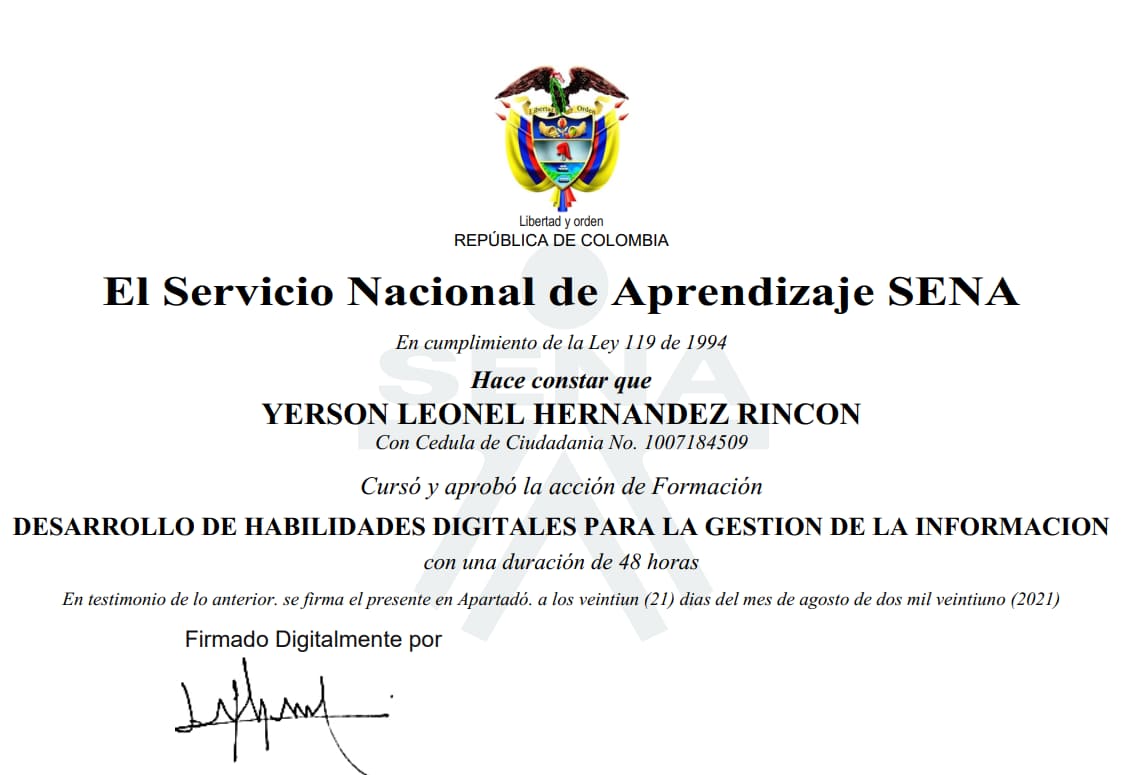 Libertad y Orden
Libertad y orden
REPÚBLICA DE COLOMBIA
El Servicio Nacional de Aprendizaje SENA
En cumplimiento de la Ley 119 de 1994
SENA
Hace constar que
YERSON LEONEL HERNANDEZ RINCON
Con Cedula de Ciudadania No. 1007184509
Cursó y aprobó la acción de Formación
DESARROLLO DE HABILIDADES DIGITALES PARA LA GESTION DE LA INFORMACION
con una duración de 48 horas
En testimonio de lo anterior. se firma el presente en Apartadó. a los veintiun (21) dias del mes de agosto de dos mil veintiuno (2021)
Firmado Digitalmente por